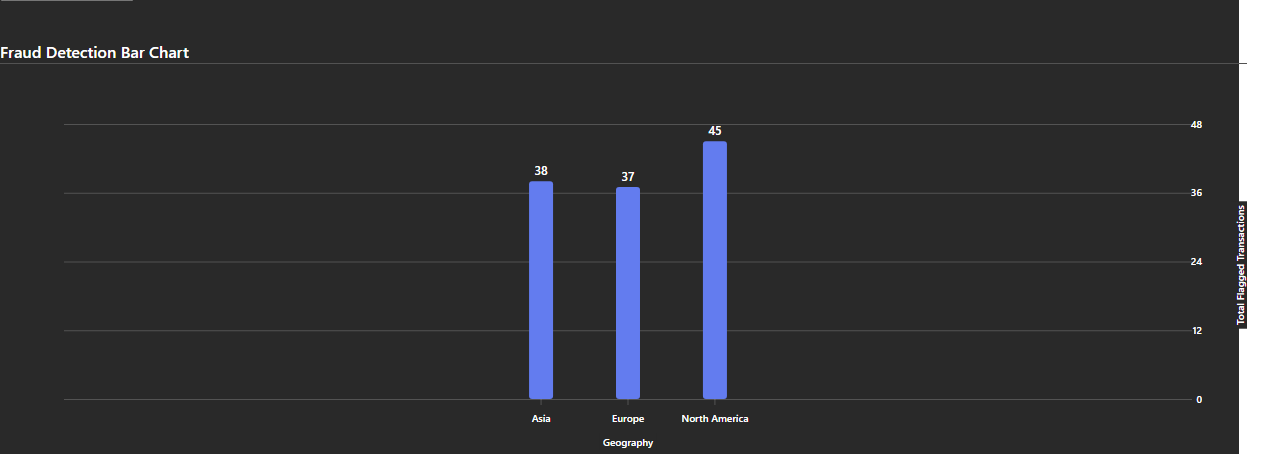 Fraud Detection Bar Chart
48
36
24
12
0
Total Flagged Transactions
38
37
45
Asia
Europe
North America
Geography